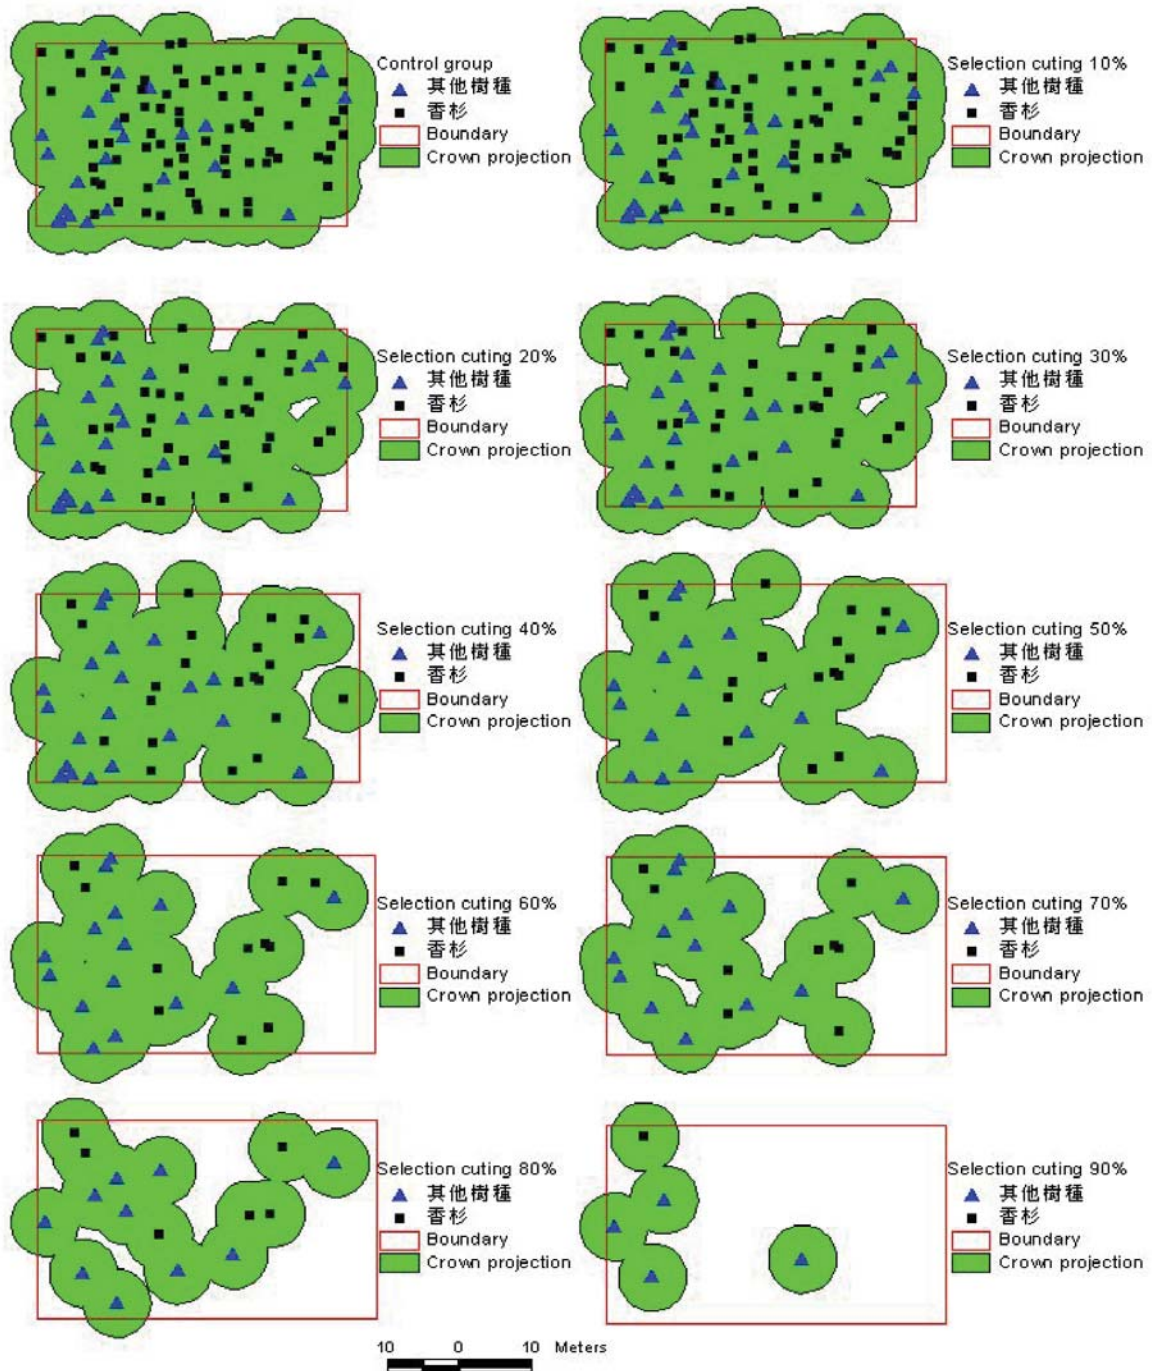 Control group
其他樹種
香杉
Boundary
Crown projection
Selection cuting 10%
其他樹種
香杉
Boundary
Crown projection
Selection cuting 20%
其他樹種
香杉
Boundary
Crown projection
Selection cuting 30%
其他樹種
香杉
Boundary
Crown projection
Selection cuting 40%
其他樹種
香杉
Boundary
Crown projection
Selection cuting 50%
其他樹種
香杉
Boundary
Crown projection
Selection cuting 60%
其他樹種
香杉
Boundary
Crown projection
Selection cuting 70%
其他樹種
香杉
Boundary
Crown projection
Selection cuting 80%
其他樹種
香杉
Boundary
Crown projection
Selection cuting 90%
其他樹種
香杉
Boundary
Crown projection
10 0 10 Meters